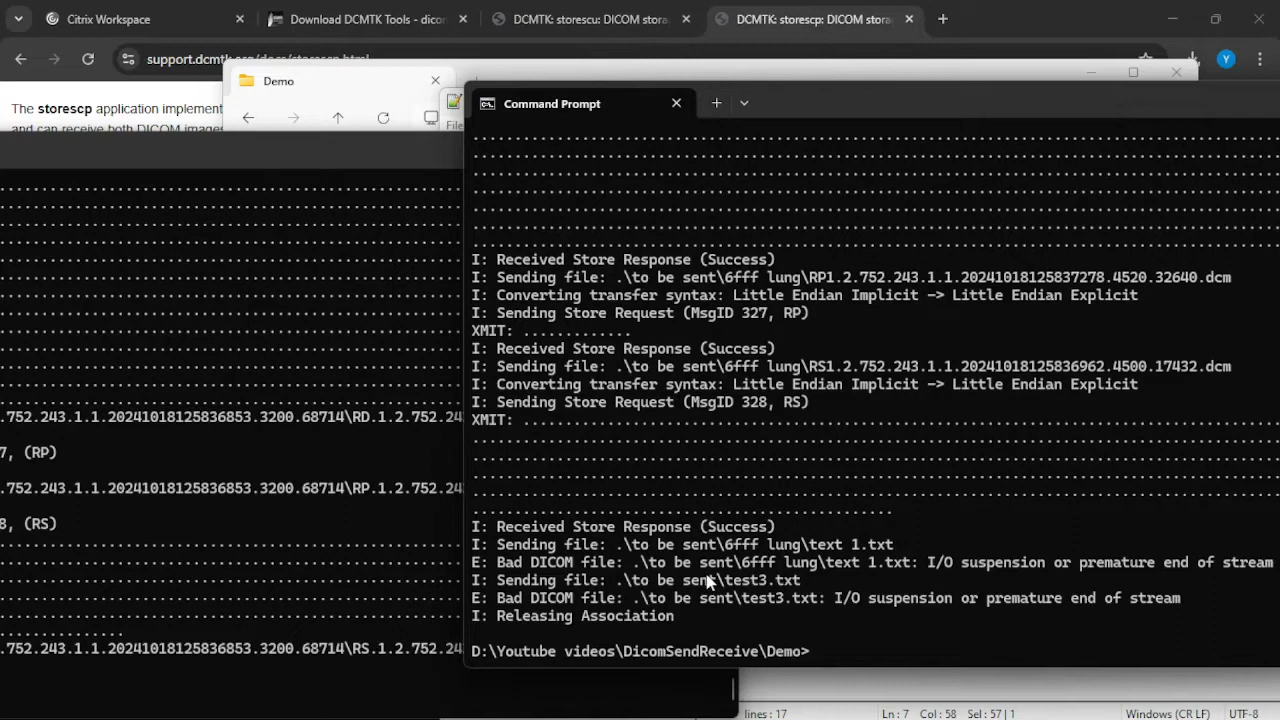 Citrix Workspace
Download DCMTK Tools - dicon
DCMTK: storescu: DICOM stora
DCMTK: storescp: DICOM stora
support.dcmtk.org/docs/storescp.html
Y
The storescp application implement
and can receive both DICOM images
Demo
File
Command Prompt
I: Received Store Response (Success)
I: Sending file: .\to be sent\6fff lung\RP1.2.752.243.1.1.20241018125837278.4520.32640.dcm
I: Converting transfer syntax: Little Endian Implicit -> Little Endian Explicit
I: Sending Store Request (MsgID 327, RP)
XMIT: .............
I: Received Store Response (Success)
I: Sending file: .\to be sent\6fff lung\RS1.2.752.243.1.1.20241018125836962.4500.17432.dcm
I: Converting transfer syntax: Little Endian Implicit -> Little Endian Explicit
I: Sending Store Request (MsgID 328, RS)
XMIT:
I: Received Store Response (Success)
I: Sending file: .\to be sent\6fff lung\text 1.txt
E: Bad DICOM file: .\to be sent\6fff lung\text 1.txt: I/O suspension or premature end of stream
I: Sending file: .\to be sent\test3.txt
E: Bad DICOM file: .\to be sent\test3.txt: I/O suspension or premature end of stream
I: Releasing Association
D:\Youtube videos\DicomSendReceive\Demo>
.752.243.1.1.20241018125836853.3200.68714\RD.1.2.752.243
7, (RP)
.752.243.1.1.20241018125836853.3200.68714\RP.1.2.752.24
8, (RS)
.752.243.1.1.20241018125836853.3200.68714\RS.1.2.752.24
lines : 17
Ln : 7 Col : 58 Sel : 57 | 1
Windows (CR LF)
UTF-8